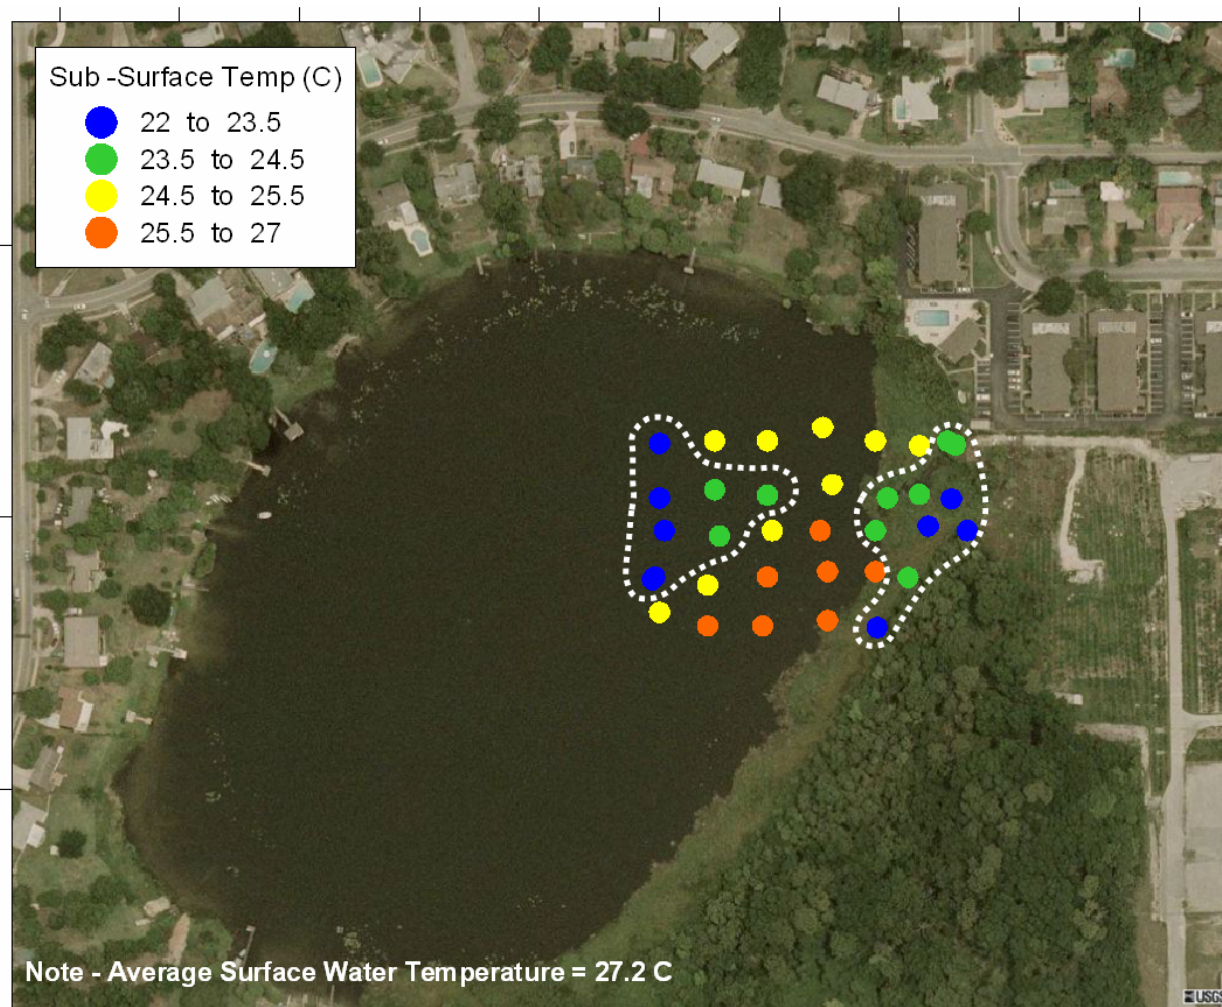 Sub -Surface Temp (C)
22 to 23.5
23.5 to 24.5
24.5 to 25.5
25.5 to 27
Note - Average Surface Water Temperature = 27.2 C
USGS